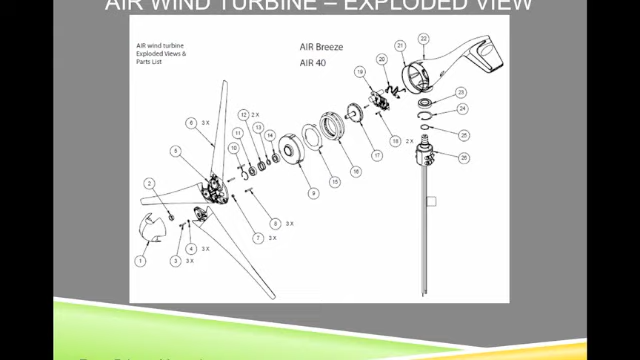 AIR WIND TURBINE – EXPLODED VIEW
AIR wind turbine
Exploded Views &
Parts List
AIR Breeze
AIR 40
22
21
20
19
23
24
25
26
18 2 X
17
16
15
9
14
13
12 2 X
11
10
6 3 X
5
2
1
3 3 X
4 3 X
7 3 X
8 3 X